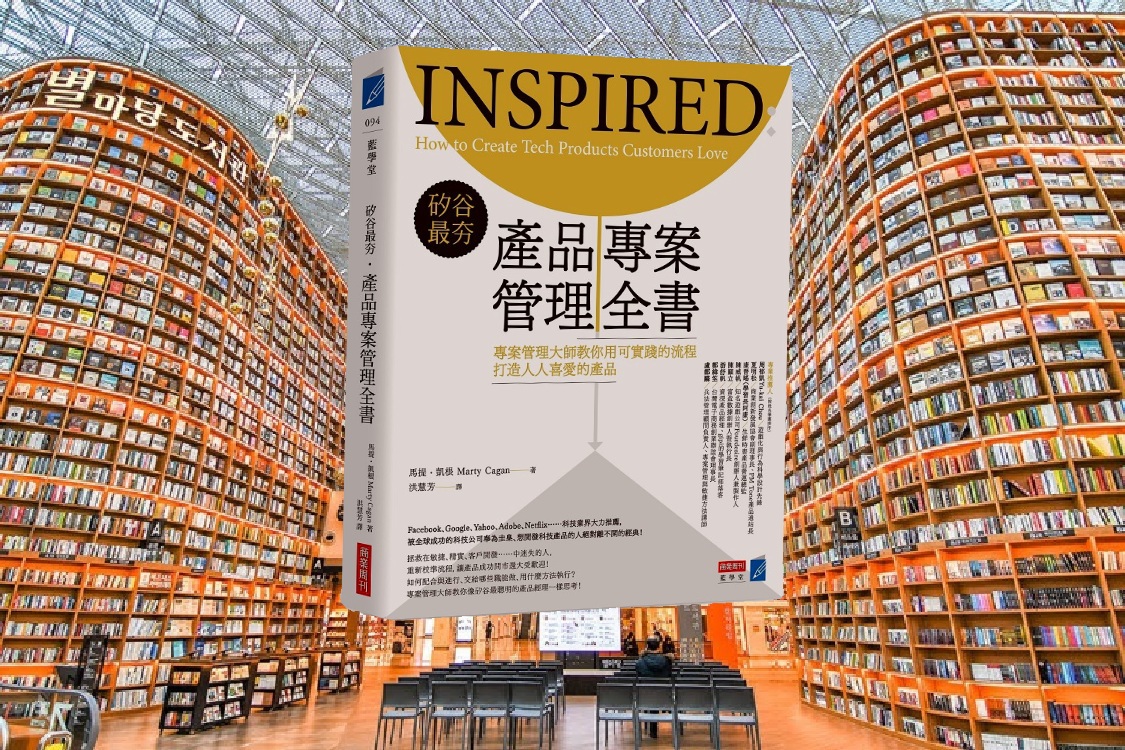 별마당도서관
INSPIRED:
How to Create Tech Products Customers Love
矽谷
最夯
產品專案
管理全書
專案管理大師教你用可實踐的流程
打造人人喜愛的產品
馬提・凱根 Marty Cagan——著
洪慧芳——譯
Facebook、Google、Yahoo、Adobe、Netflix……科技業界大力推薦,
被全球成功的科技公司奉為圭臬、想開發科技產品的人絕對離不開的經典!
拯救在敏捷、精實、客戶開發……中迷失的人,
重新校準流程,讓產品成功問市還大受歡迎!
如何配合與進行、交給哪些職能做、用什麼方法執行?
專案管理大師教你像矽谷最聰明的產品經理一樣思考!
商業周刊
藍學堂
094
藍學堂
矽谷最夯・產品專案管理全書
馬提・凱根 Marty Cagan 著
洪慧芳 譯
商業周刊
A
B